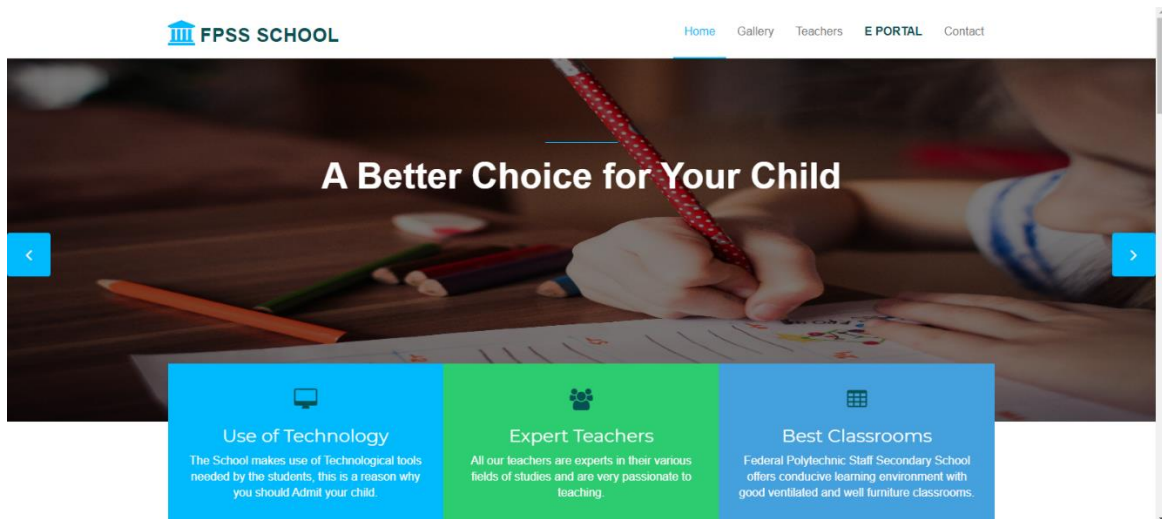 FPSS SCHOOL
Home Gallery Teachers E PORTAL Contact
A Better Choice for Your Child
Use of Technology
The School makes use of Technological tools
needed by the students, this is a reason why
you should Admit your child.
Expert Teachers
All our teachers are experts in their various
fields of studies and are very passionate to
teaching.
Best Classrooms
Federal Polytechnic Staff Secondary School
offers conducive learning environment with
good ventilated and well furniture classrooms.